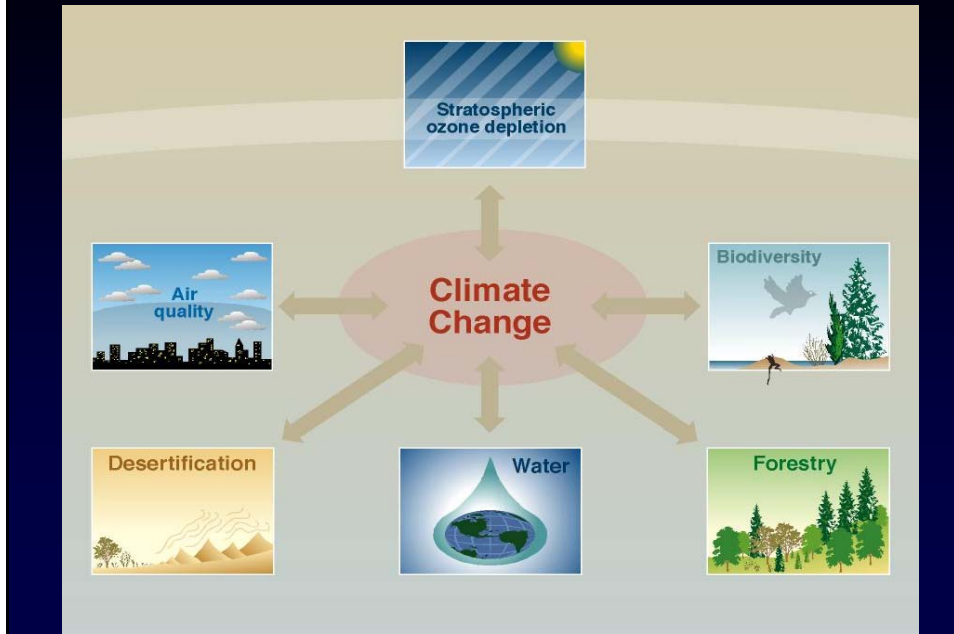 Stratospheric
ozone depletion
Air
quality
Climate
Change
Biodiversity
Desertification
Water
Forestry